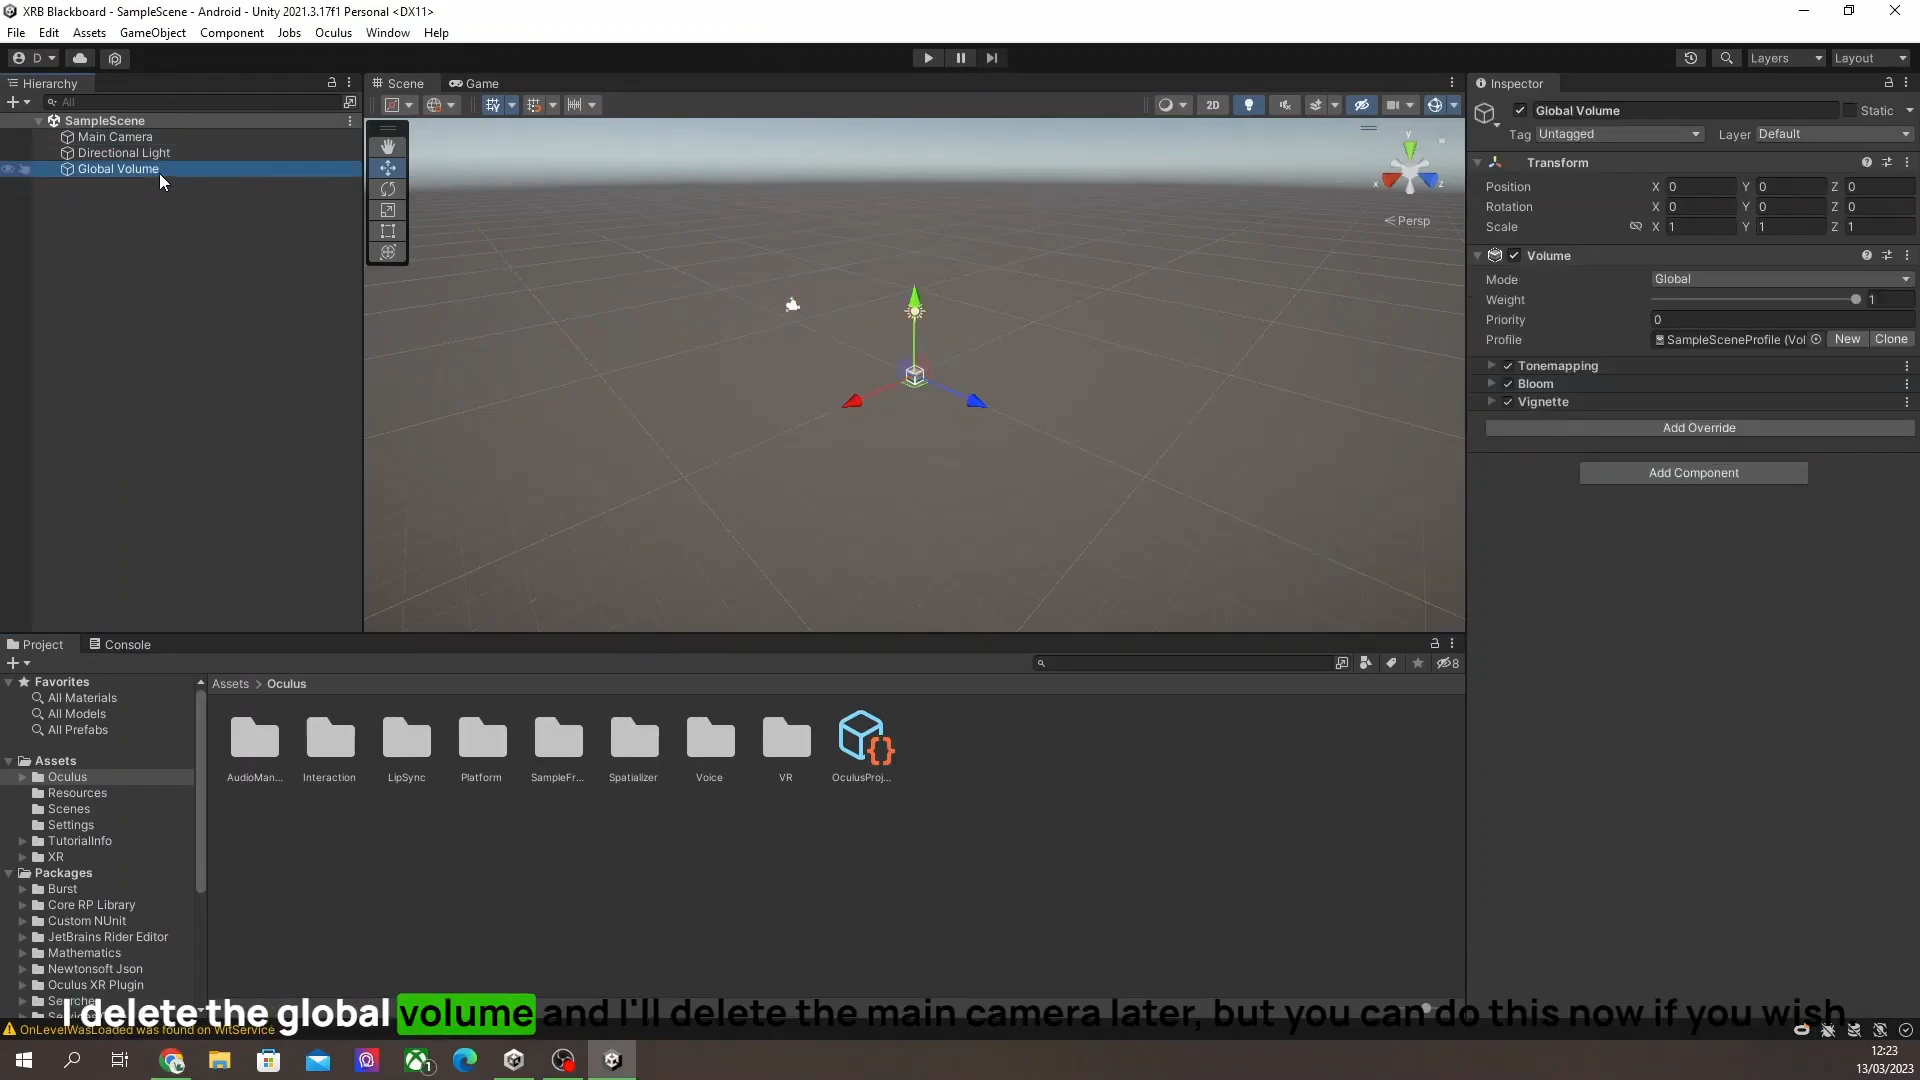 XRB Blackboard - SampleScene - Android - Unity 2021.3.17f1 Personal <DX11>
File Edit Assets GameObject Component Jobs Oculus Window Help
D
Layers Layout
Hierarchy
Scene Game
Inspector
All
2D
SampleScene
Main Camera
Directional Light
Global Volume
y
x
z
Persp
Global Volume Static
Tag Untagged Layer Default
Transform
Position X 0 Y 0 Z 0
Rotation X 0 Y 0 Z 0
Scale X 1 Y 1 Z 1
Volume
Mode Global
Weight 1
Priority 0
Profile SampleSceneProfile (Vol New Clone
Tonemapping
Bloom
Vignette
Add Override
Add Component
Project Console
8
Favorites
All Materials
All Models
All Prefabs
Assets
Oculus
Resources
Scenes
Settings
TutorialInfo
XR
Packages
Burst
Core RP Library
Custom NUnit
JetBrains Rider Editor
Mathematics
Newtonsoft Json
Oculus XR Plugin
Searcher
Assets > Oculus
AudioMan... Interaction LipSync Platform SampleFr... Spatializer Voice VR OculusProj...
I delete the global volume and I'll delete the main camera later, but you can do this now if you wish.
OnLevelWasLoaded was found on WitService
1
12:23
13/03/2023